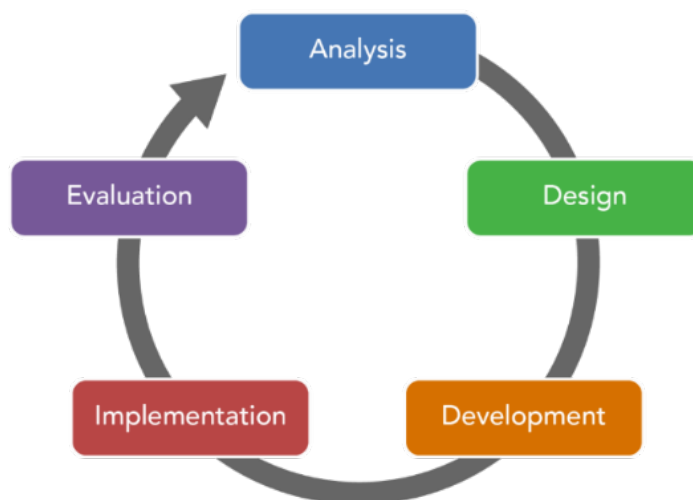 Analysis
Design
Development
Implementation
Evaluation